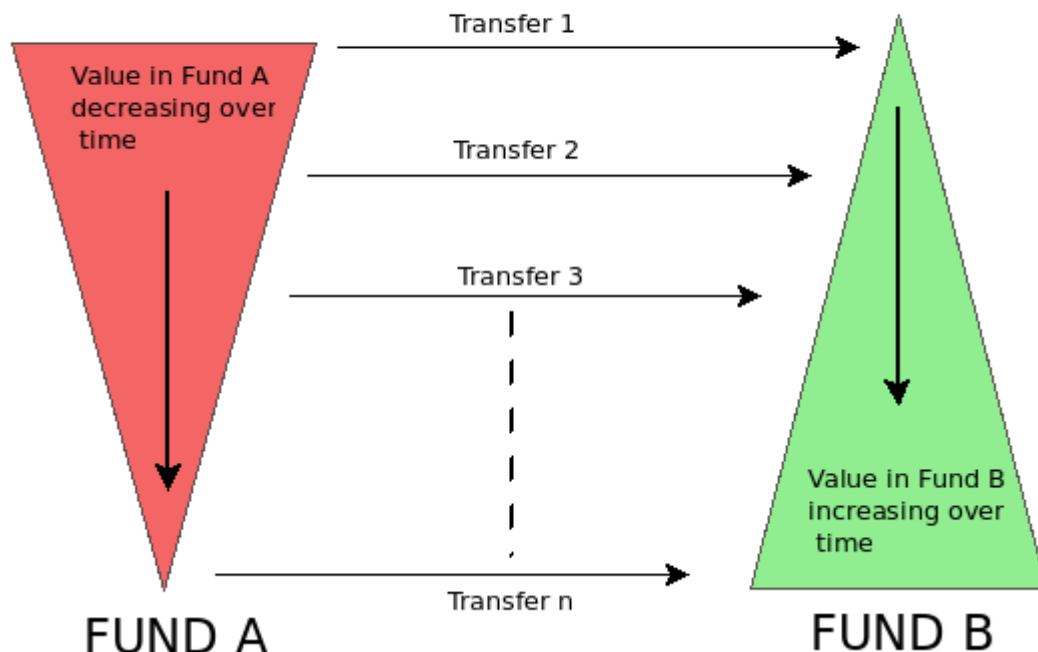 Transfer 1
Value in Fund A
decreasing over
time
Transfer 2
Transfer 3
Value in Fund B
increasing over
time
Transfer n
FUND A
FUND B